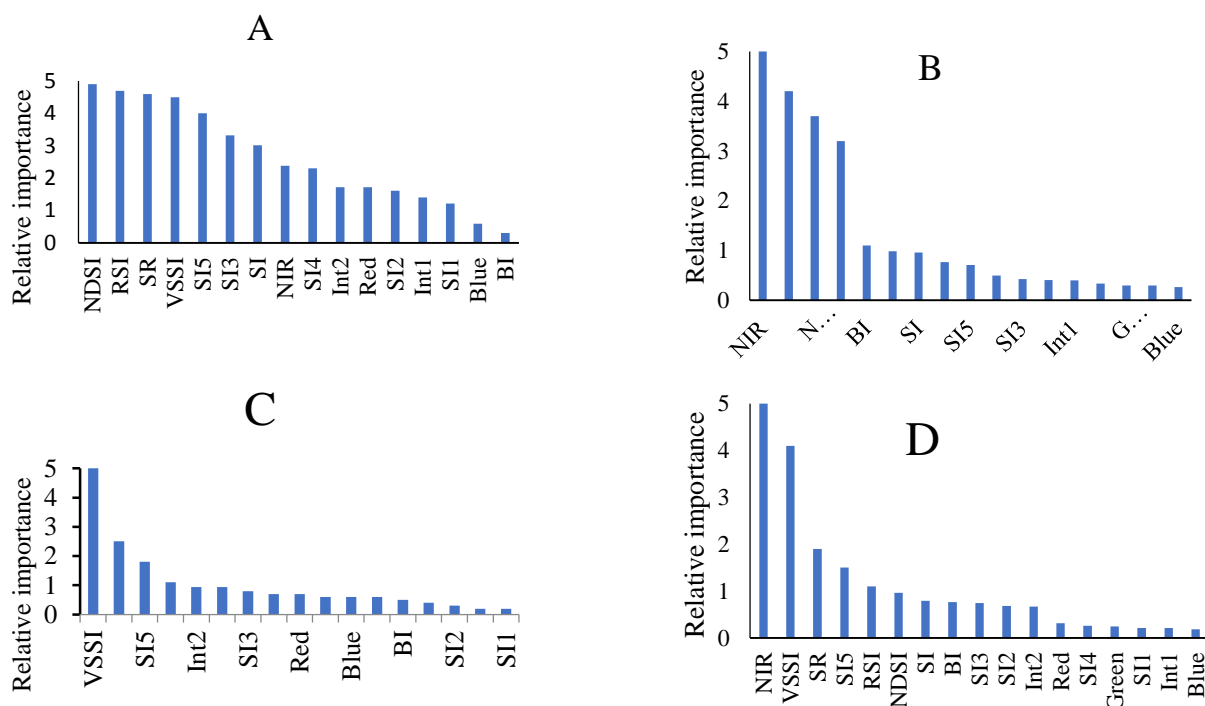 A
Relative importance
5
4
3
2
1
0
NDSI
RSI
SR
VSSI
SI5
SI3
SI
NIR
SI4
Int2
Red
SI2
Int1
SI1
Blue
BI
B
Relative importance
5
4
3
2
1
0
NIR
N…
BI
SI
SI5
SI3
Int1
G…
Blue
C
Relative importance
5
4
3
2
1
0
VSSI
SI5
Int2
SI3
Red
Blue
BI
SI2
SI1
D
Relative importance
5
4
3
2
1
0
NIR
VSSI
SR
SI5
RSI
NDSI
SI
BI
SI3
SI2
Int2
Red
SI4
Green
SI1
Int1
Blue